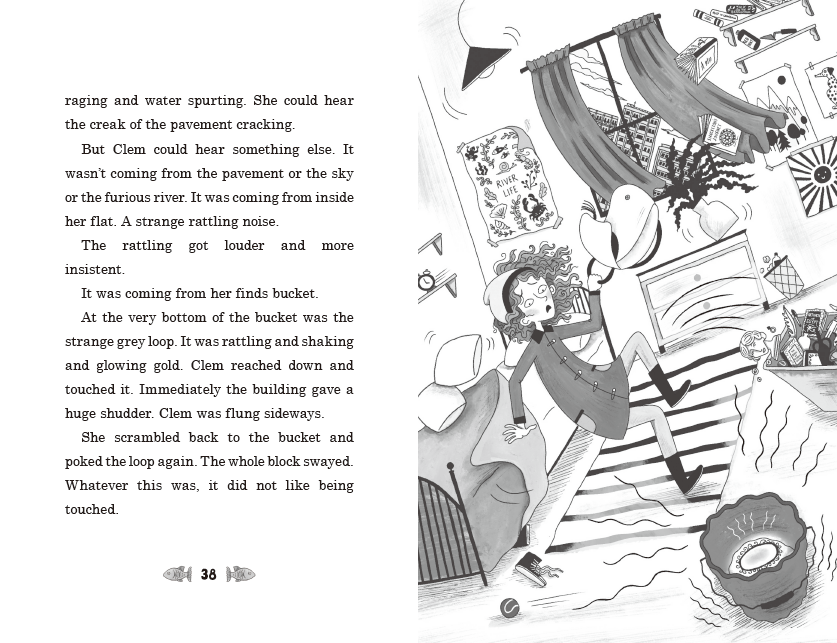 raging and water spurting. She could hear
the creak of the pavement cracking.
But Clem could hear something else. It
wasn’t coming from the pavement or the sky
or the furious river. It was coming from inside
her flat. A strange rattling noise.
The rattling got louder and more
insistent.
It was coming from her finds bucket.
At the very bottom of the bucket was the
strange grey loop. It was rattling and shaking
and glowing gold. Clem reached down and
touched it. Immediately the building gave a
huge shudder. Clem was flung sideways.
She scrambled back to the bucket and
poked the loop again. The whole block swayed.
Whatever this was, it did not like being
touched.
38
RIVER
LIFE